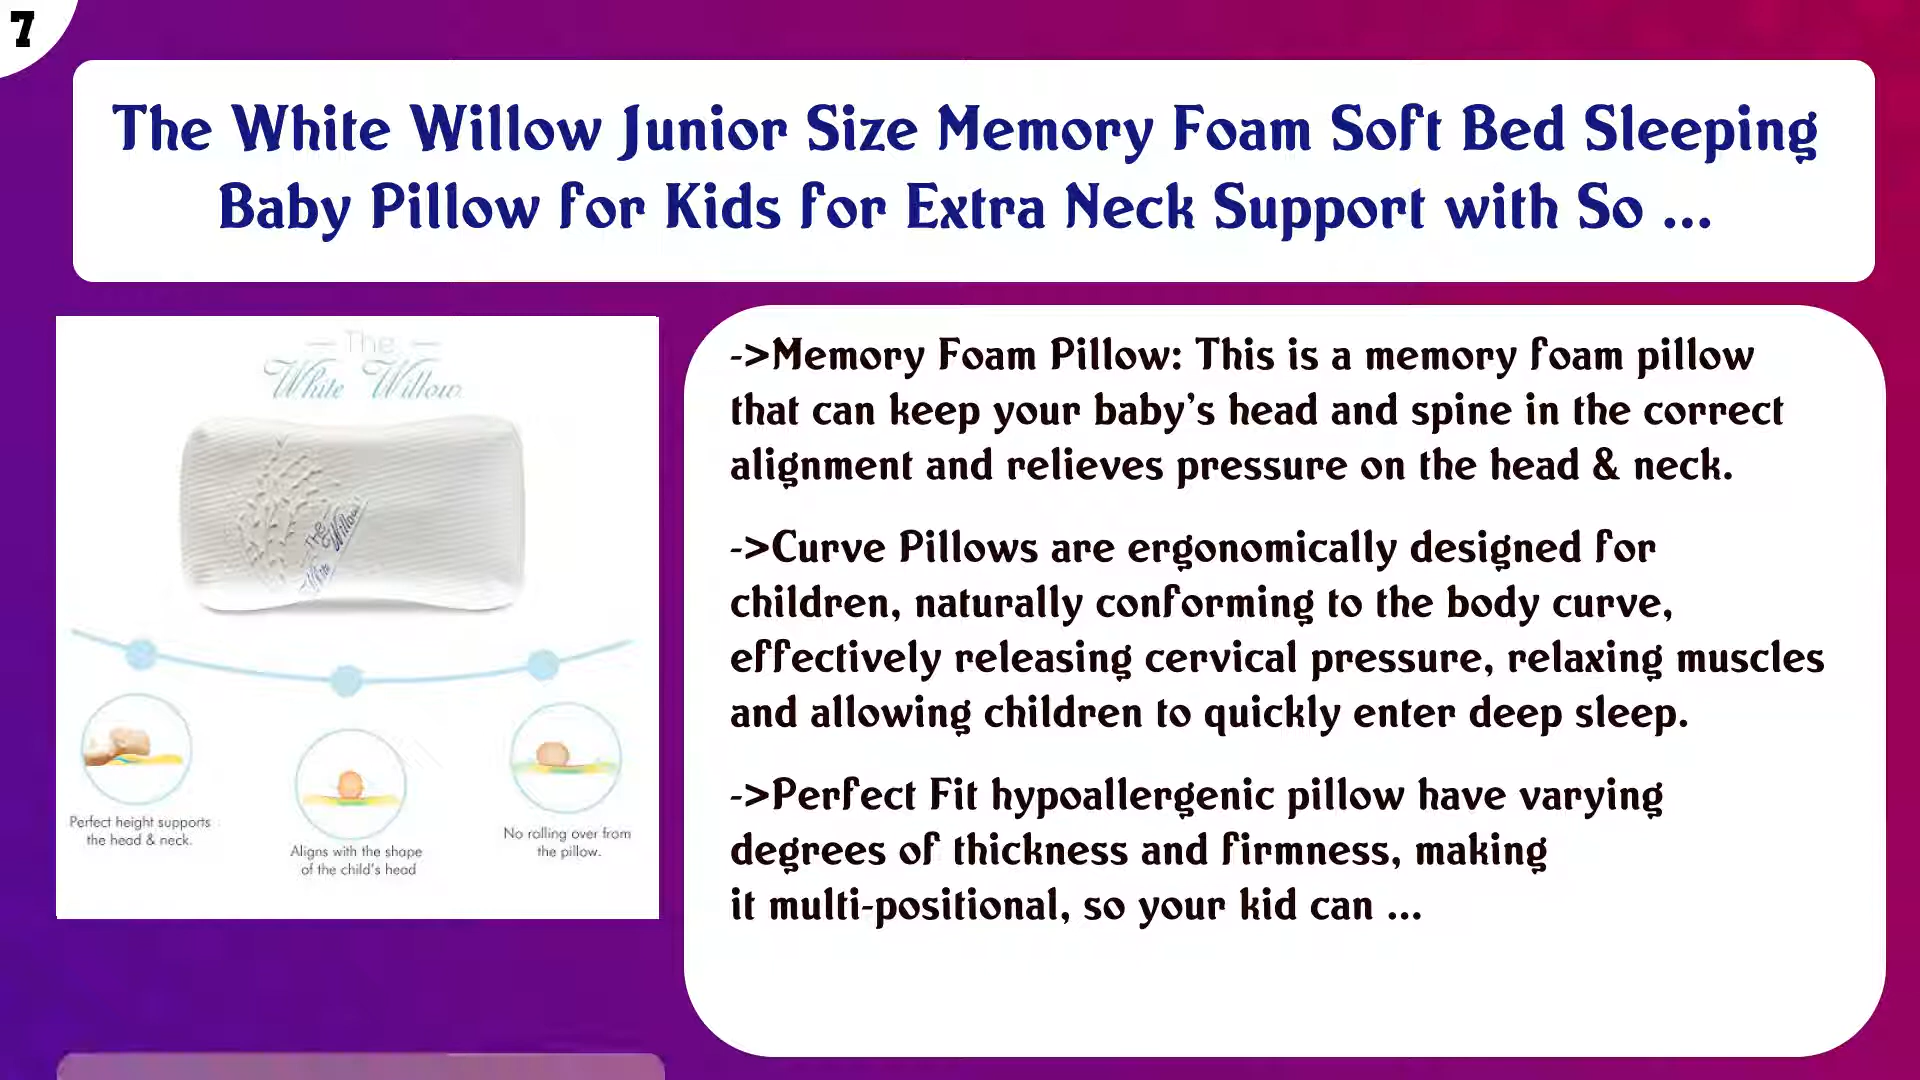 7
The White Willow Junior Size Memory Foam Soft Bed Sleeping
Baby Pillow for Kids for Extra Neck Support with So ...
The
White Willow
The
White Willow
Perfect height supports
the head & neck.
Aligns with the shape
of the child's head
No rolling over from
the pillow.
->Memory Foam Pillow: This is a memory foam pillow
that can keep your baby's head and spine in the correct
alignment and relieves pressure on the head & neck.
->Curve Pillows are ergonomically designed for
children, naturally conforming to the body curve,
effectively releasing cervical pressure, relaxing muscles
and allowing children to quickly enter deep sleep.
->Perfect Fit hypoallergenic pillow have varying
degrees of thickness and firmness, making
it multi-positional, so your kid can ...